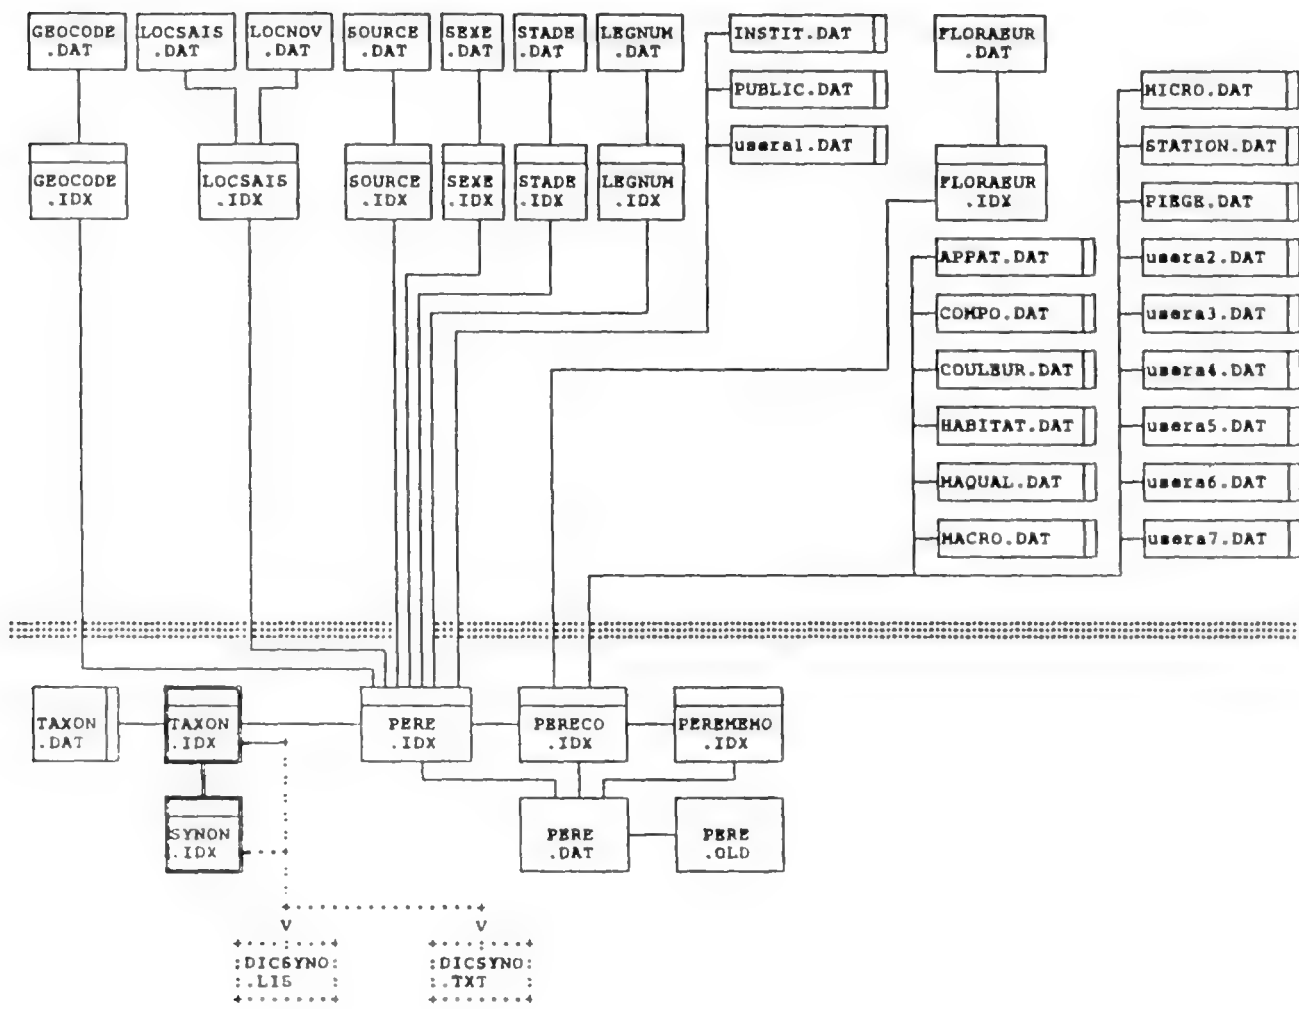 GEOCODE
.DAT
LOCSAIS
.DAT
LOCNOV
.DAT
SOURCE
.DAT
SEXE
.DAT
STADE
.DAT
LEGNUM
.DAT
INSTIT.DAT
PUBLIC.DAT
usera1.DAT
FLORAEUR
.DAT
MICRO.DAT
STATION.DAT
PIEGE.DAT
usera2.DAT
usera3.DAT
usera4.DAT
usera5.DAT
usera6.DAT
usera7.DAT
GEOCODE
.IDX
LOCSAIS
.IDX
SOURCE
.IDX
SEXE
.IDX
STADE
.IDX
LEGNUM
.IDX
FLORAEUR
.IDX
APPAT.DAT
COMPO.DAT
COULEUR.DAT
HABITAT.DAT
MAQUAL.DAT
MACRO.DAT
TAXON
.DAT
TAXON
.IDX
PERE
.IDX
PERECO
.IDX
PEREMEMO
.IDX
SYNON
.IDX
PERE
.DAT
PERE
.OLD
V
V
DICSYNO
.LIS
DICSYNO
.TXT